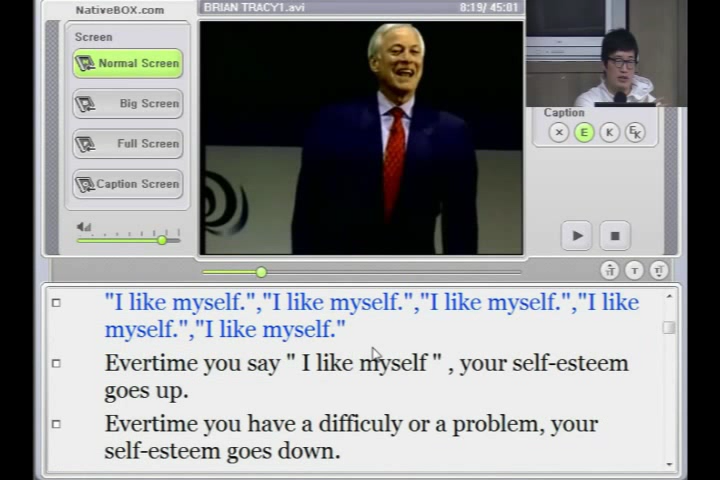 NativeBOX.com
BRIAN TRACY1.avi
8:19/ 45:01
Screen
Normal Screen
Big Screen
Full Screen
Caption Screen
Caption
× E K EK
T T T
"I like myself.","I like myself.","I like myself.","I like
myself.","I like myself."
Evertime you say " I like myself " , your self-esteem
goes up.
Evertime you have a difficuly or a problem, your
self-esteem goes down.